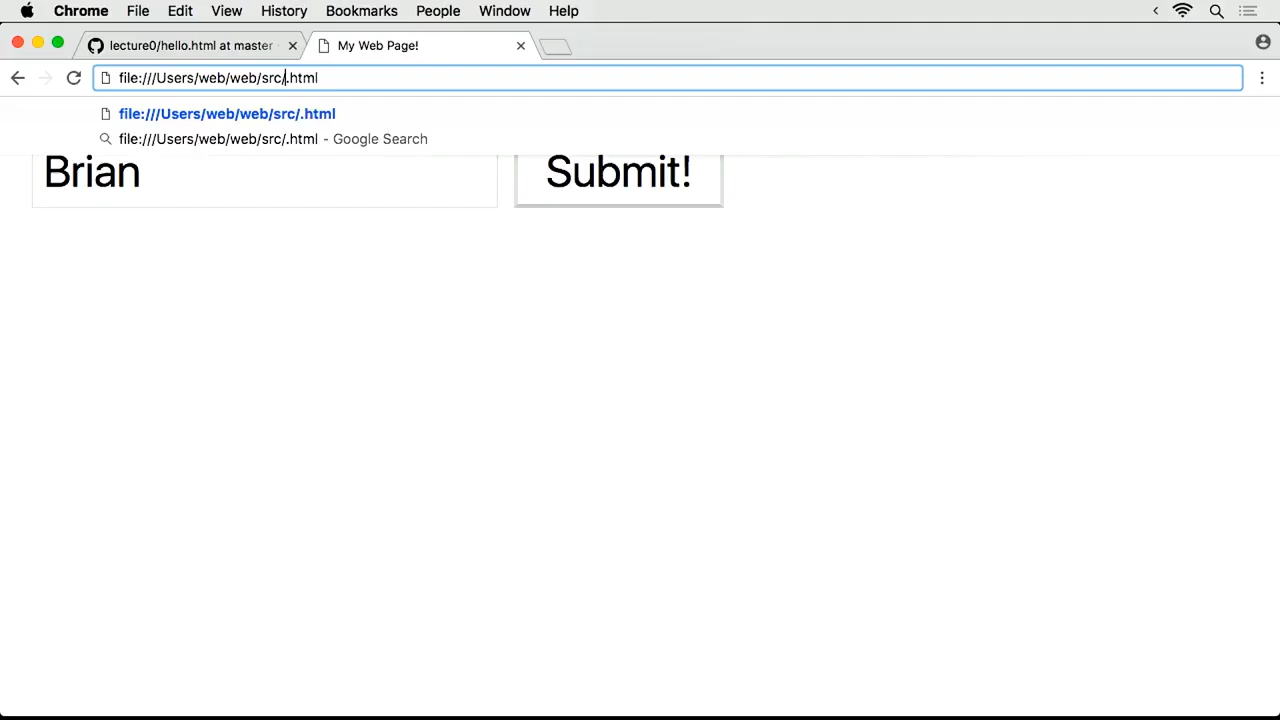 Chrome File Edit View History Bookmarks People Window Help
lecture0/hello.html at master My Web Page!
file:///Users/web/web/src/.html
file:///Users/web/web/src/.html
file:///Users/web/web/src/.html - Google Search
Brian Submit!